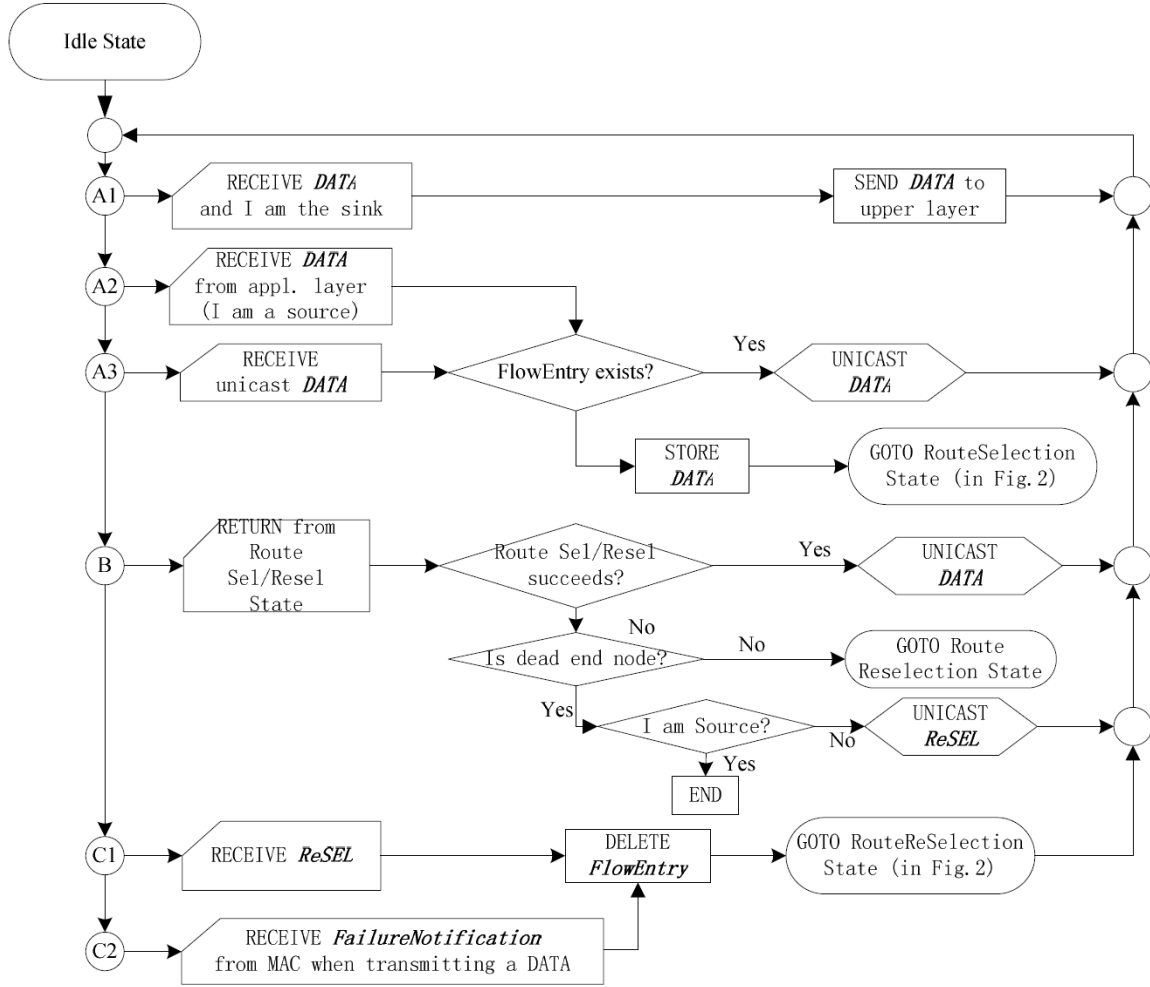 Idle State
A1
RECEIVE DATA
and I am the sink
SEND DATA to
upper layer
A2
RECEIVE DATA
from appl. layer
(I am a source)
A3
RECEIVE
unicast DATA
FlowEntry exists?
Yes
UNICAST
DATA
STORE
DATA
GOTO RouteSelection
State (in Fig.2)
B
RETURN from
Route
Sel/Resel
State
Route Sel/Resel
succeeds?
Yes
UNICAST
DATA
No
Is dead end node?
No
GOTO Route
Reselection State
Yes
I am Source?
No
UNICAST
ReSEL
Yes
END
C1
RECEIVE ReSEL
DELETE
FlowEntry
GOTO RouteReSelection
State (in Fig.2)
C2
RECEIVE FailureNotification
from MAC when transmitting a DATA